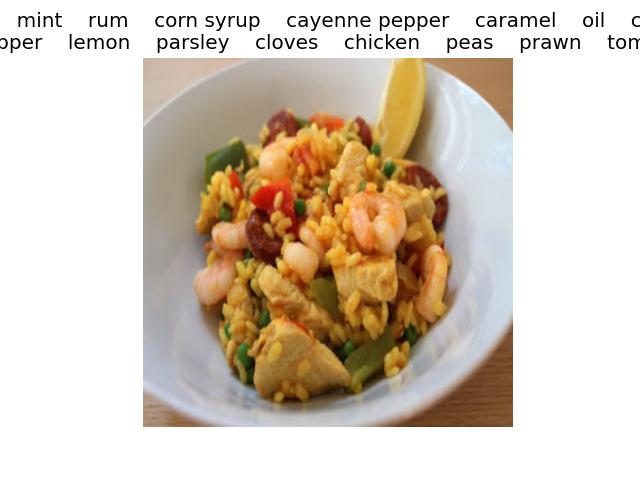 mint rum corn syrup cayenne pepper caramel oil
lemon parsley cloves chicken peas prawn